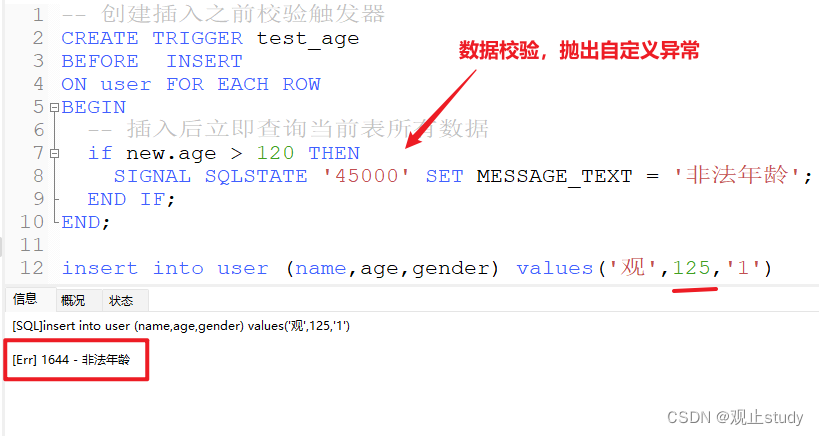 1 -- 创建插入之前校验触发器
2 CREATE TRIGGER test_age
3 BEFORE  INSERT
4 ON user FOR EACH ROW
5 BEGIN
6   -- 插入后立即查询当前表所有数据
7   if new.age > 120 THEN
8     SIGNAL SQLSTATE '45000' SET MESSAGE_TEXT = '非法年龄';
9   END IF;
10 END;
11
12 insert into user (name,age,gender) values('观',125,'1')
数据校验，抛出自定义异常
信息 概况 状态
[SQL]insert into user (name,age,gender) values('观',125,'1')
[Err] 1644 - 非法年龄
CSDN @观止study